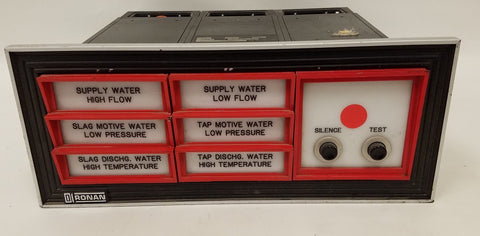 SUPPLY WATER
HIGH FLOW
SUPPLY WATER
LOW FLOW
SLAG MOTIVE WATER
LOW PRESSURE
TAP MOTIVE WATER
LOW PRESSURE
SLAG DISCHG. WATER
HIGH TEMPERATURE
TAP DISCHG. WATER
HIGH TEMPERATURE
SILENCE
TEST
RONAN